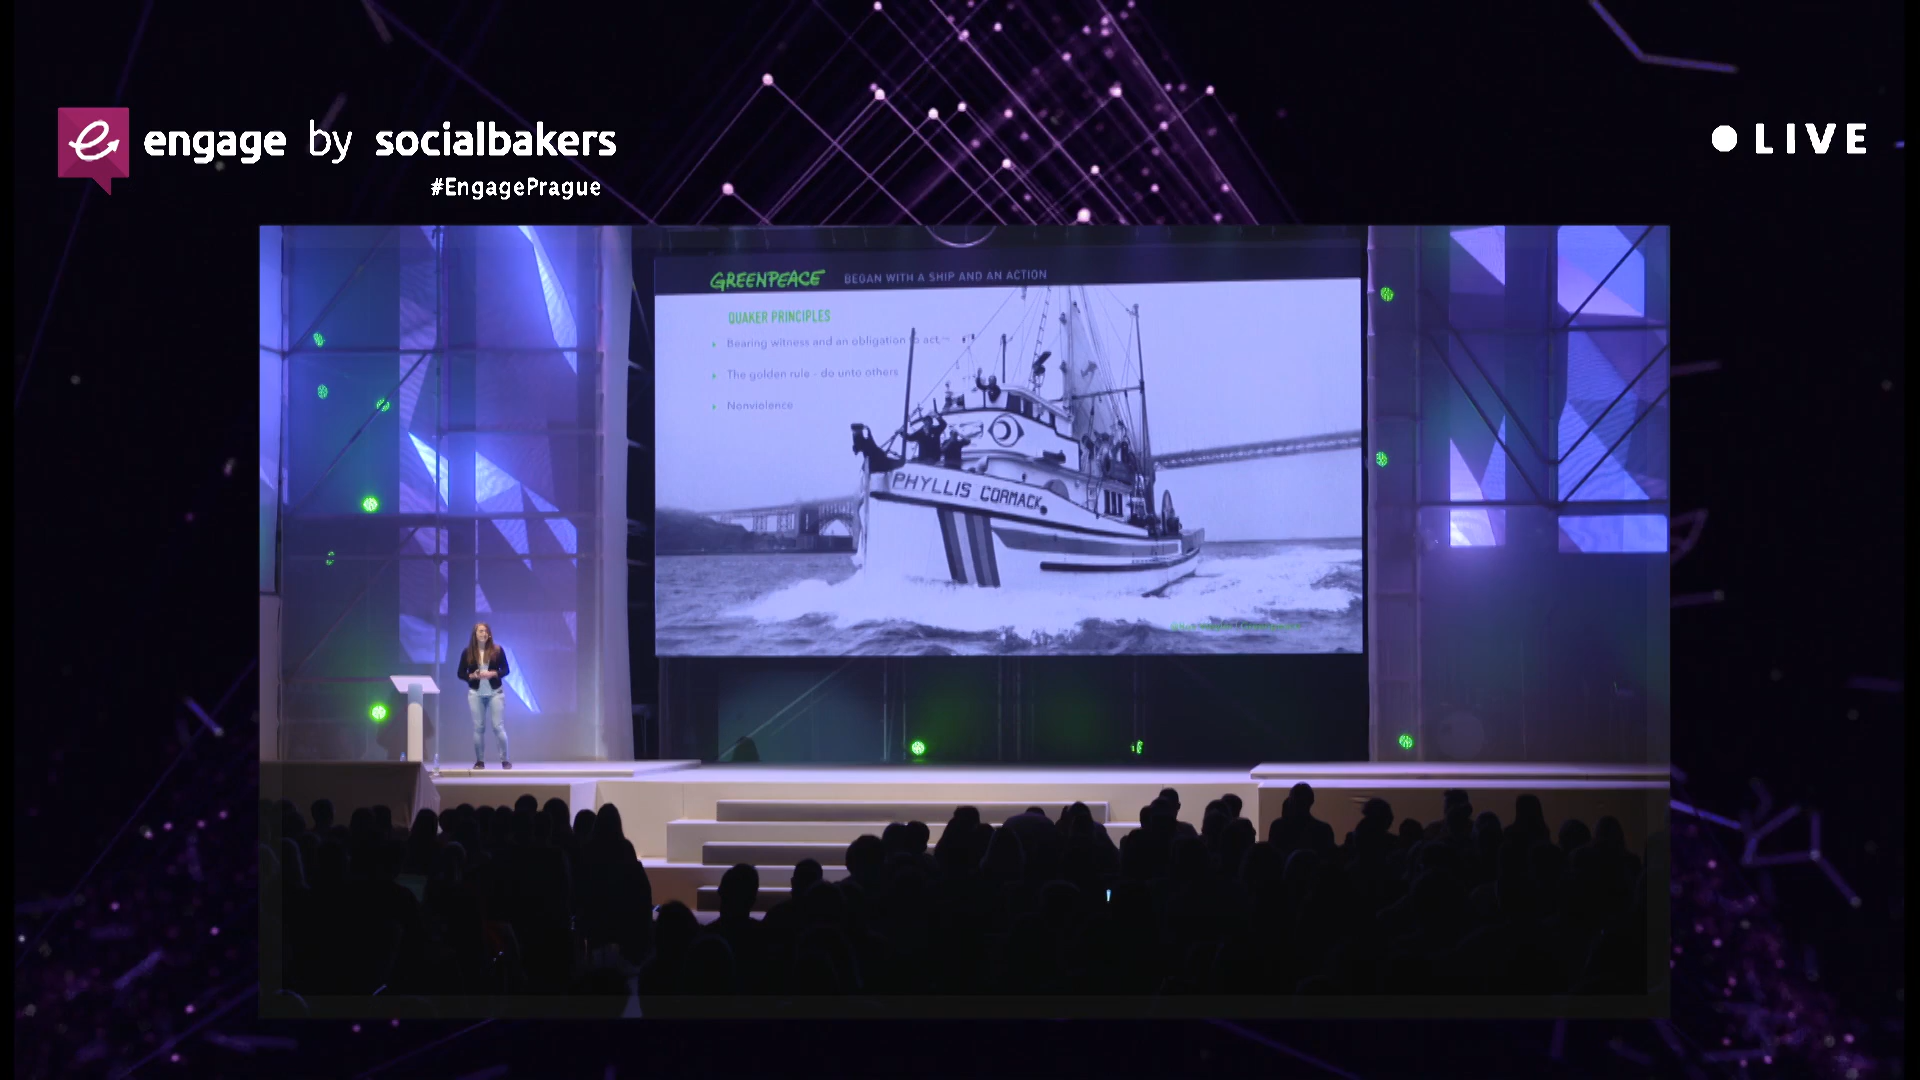 engage by socialbakers
#EngagePrague
LIVE
GREENPEACE BEGAN WITH A SHIP AND AN ACTION
QUAKER PRINCIPLES
Bearing witness and an obligation to act
The golden rule - do unto others
Nonviolence
PHYLLIS CORMACK